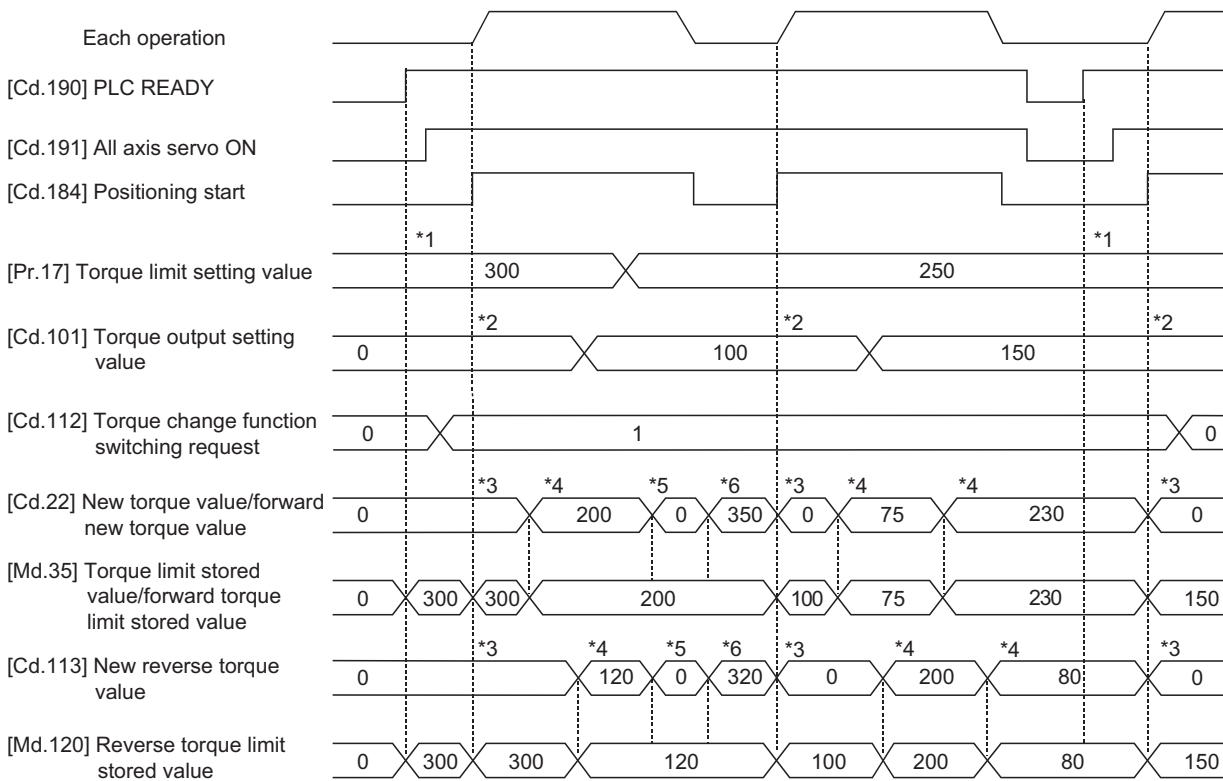 Each operation
[Cd.190] PLC READY
[Cd.191] All axis servo ON
[Cd.184] Positioning start
*1 *1
[Pr.17] Torque limit setting value 300 250
*2 *2 *2
[Cd.101] Torque output setting
value
0 100 150
[Cd.112] Torque change function
switching request
0 1 0
*3 *4 *5 *6 *3 *4 *4 *3
[Cd.22] New torque value/forward
new torque value
0 200 0 350 0 75 230 0
[Md.35] Torque limit stored
value/forward torque
limit stored value
0 300 300 200 100 75 230 150
*3 *4 *5 *6 *3 *4 *4 *3
[Cd.113] New reverse torque
value
0 120 0 320 0 200 80 0
[Md.120] Reverse torque limit
stored value
0 300 300 120 100 200 80 150